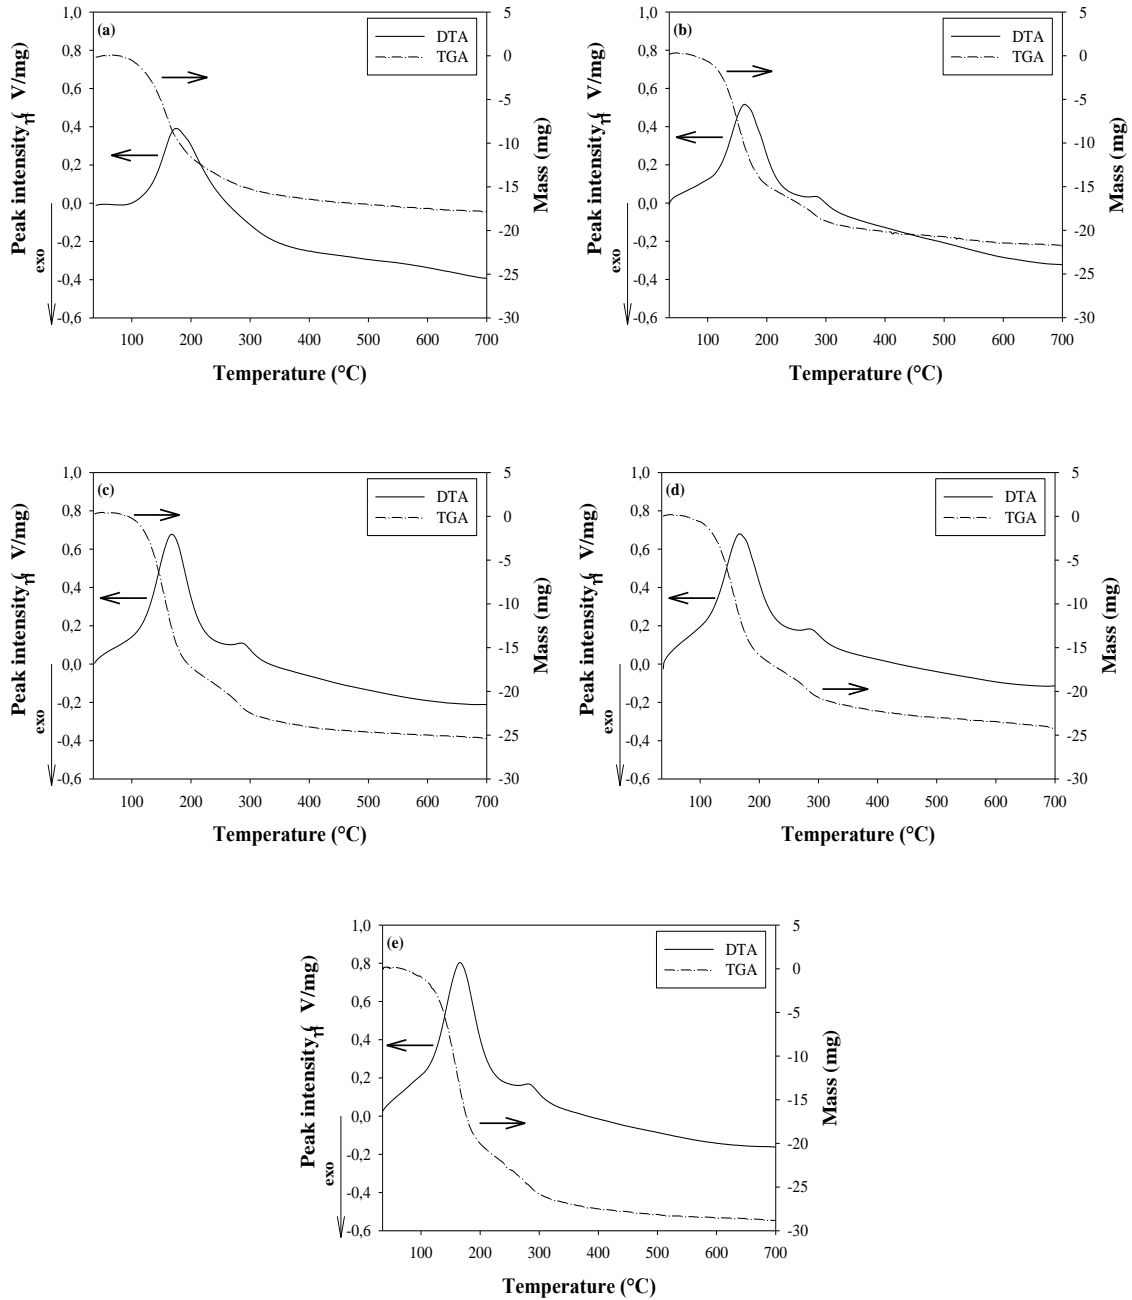 (a)
DTA
TGA
1,0
0,8
0,6
0,4
0,2
0,0
-0,2
-0,4
-0,6
5
0
-5
-10
-15
-20
-25
-30
100 200 300 400 500 600 700
Peak intensity ( V/mg)
exo
Mass (mg)
Temperature (°C)
(b)
DTA
TGA
1,0
0,8
0,6
0,4
0,2
0,0
-0,2
-0,4
-0,6
5
0
-5
-10
-15
-20
-25
-30
100 200 300 400 500 600 700
Peak intensity ( V/mg)
exo
Mass (mg)
Temperature (°C)
(c)
DTA
TGA
1,0
0,8
0,6
0,4
0,2
0,0
-0,2
-0,4
-0,6
5
0
-5
-10
-15
-20
-25
-30
100 200 300 400 500 600 700
Peak intensity ( V/mg)
exo
Mass (mg)
Temperature (°C)
(d)
DTA
TGA
1,0
0,8
0,6
0,4
0,2
0,0
-0,2
-0,4
-0,6
5
0
-5
-10
-15
-20
-25
-30
100 200 300 400 500 600 700
Peak intensity ( V/mg)
exo
Mass (mg)
Temperature (°C)
(e)
DTA
TGA
1,0
0,8
0,6
0,4
0,2
0,0
-0,2
-0,4
-0,6
5
0
-5
-10
-15
-20
-25
-30
100 200 300 400 500 600 700
Peak intensity ( V/mg)
exo
Mass (mg)
Temperature (°C)